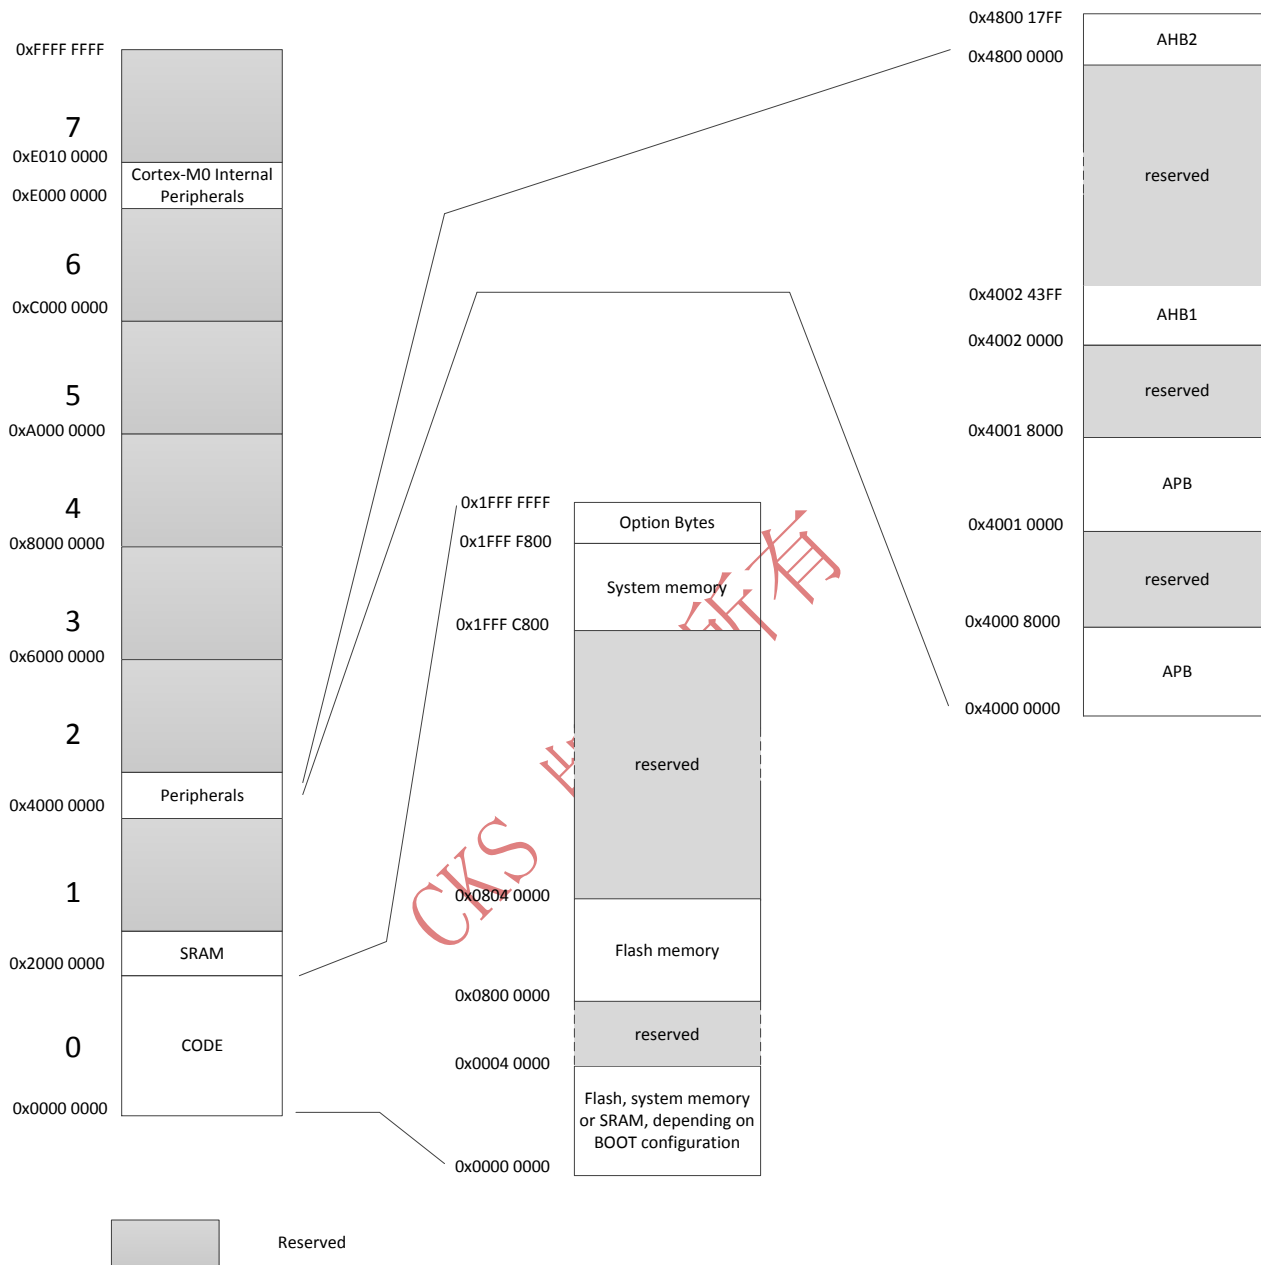 0xFFFF FFFF
7
0xE010 0000
Cortex-M0 Internal
Peripherals
0xE000 0000
6
0xC000 0000
5
0xA000 0000
4
0x8000 0000
3
0x6000 0000
2
Peripherals
0x4000 0000
1
SRAM
0x2000 0000
0
CODE
0x0000 0000
0x1FFF FFFF
Option Bytes
0x1FFF F800
System memory
0x1FFF C800
reserved
0x0804 0000
Flash memory
0x0800 0000
reserved
0x0004 0000
Flash, system memory
or SRAM, depending on
BOOT configuration
0x0000 0000
0x4800 17FF
AHB2
0x4800 0000
reserved
0x4002 43FF
AHB1
0x4002 0000
reserved
0x4001 8000
APB
0x4001 0000
reserved
0x4000 8000
APB
0x4000 0000
CKS 所有
Reserved